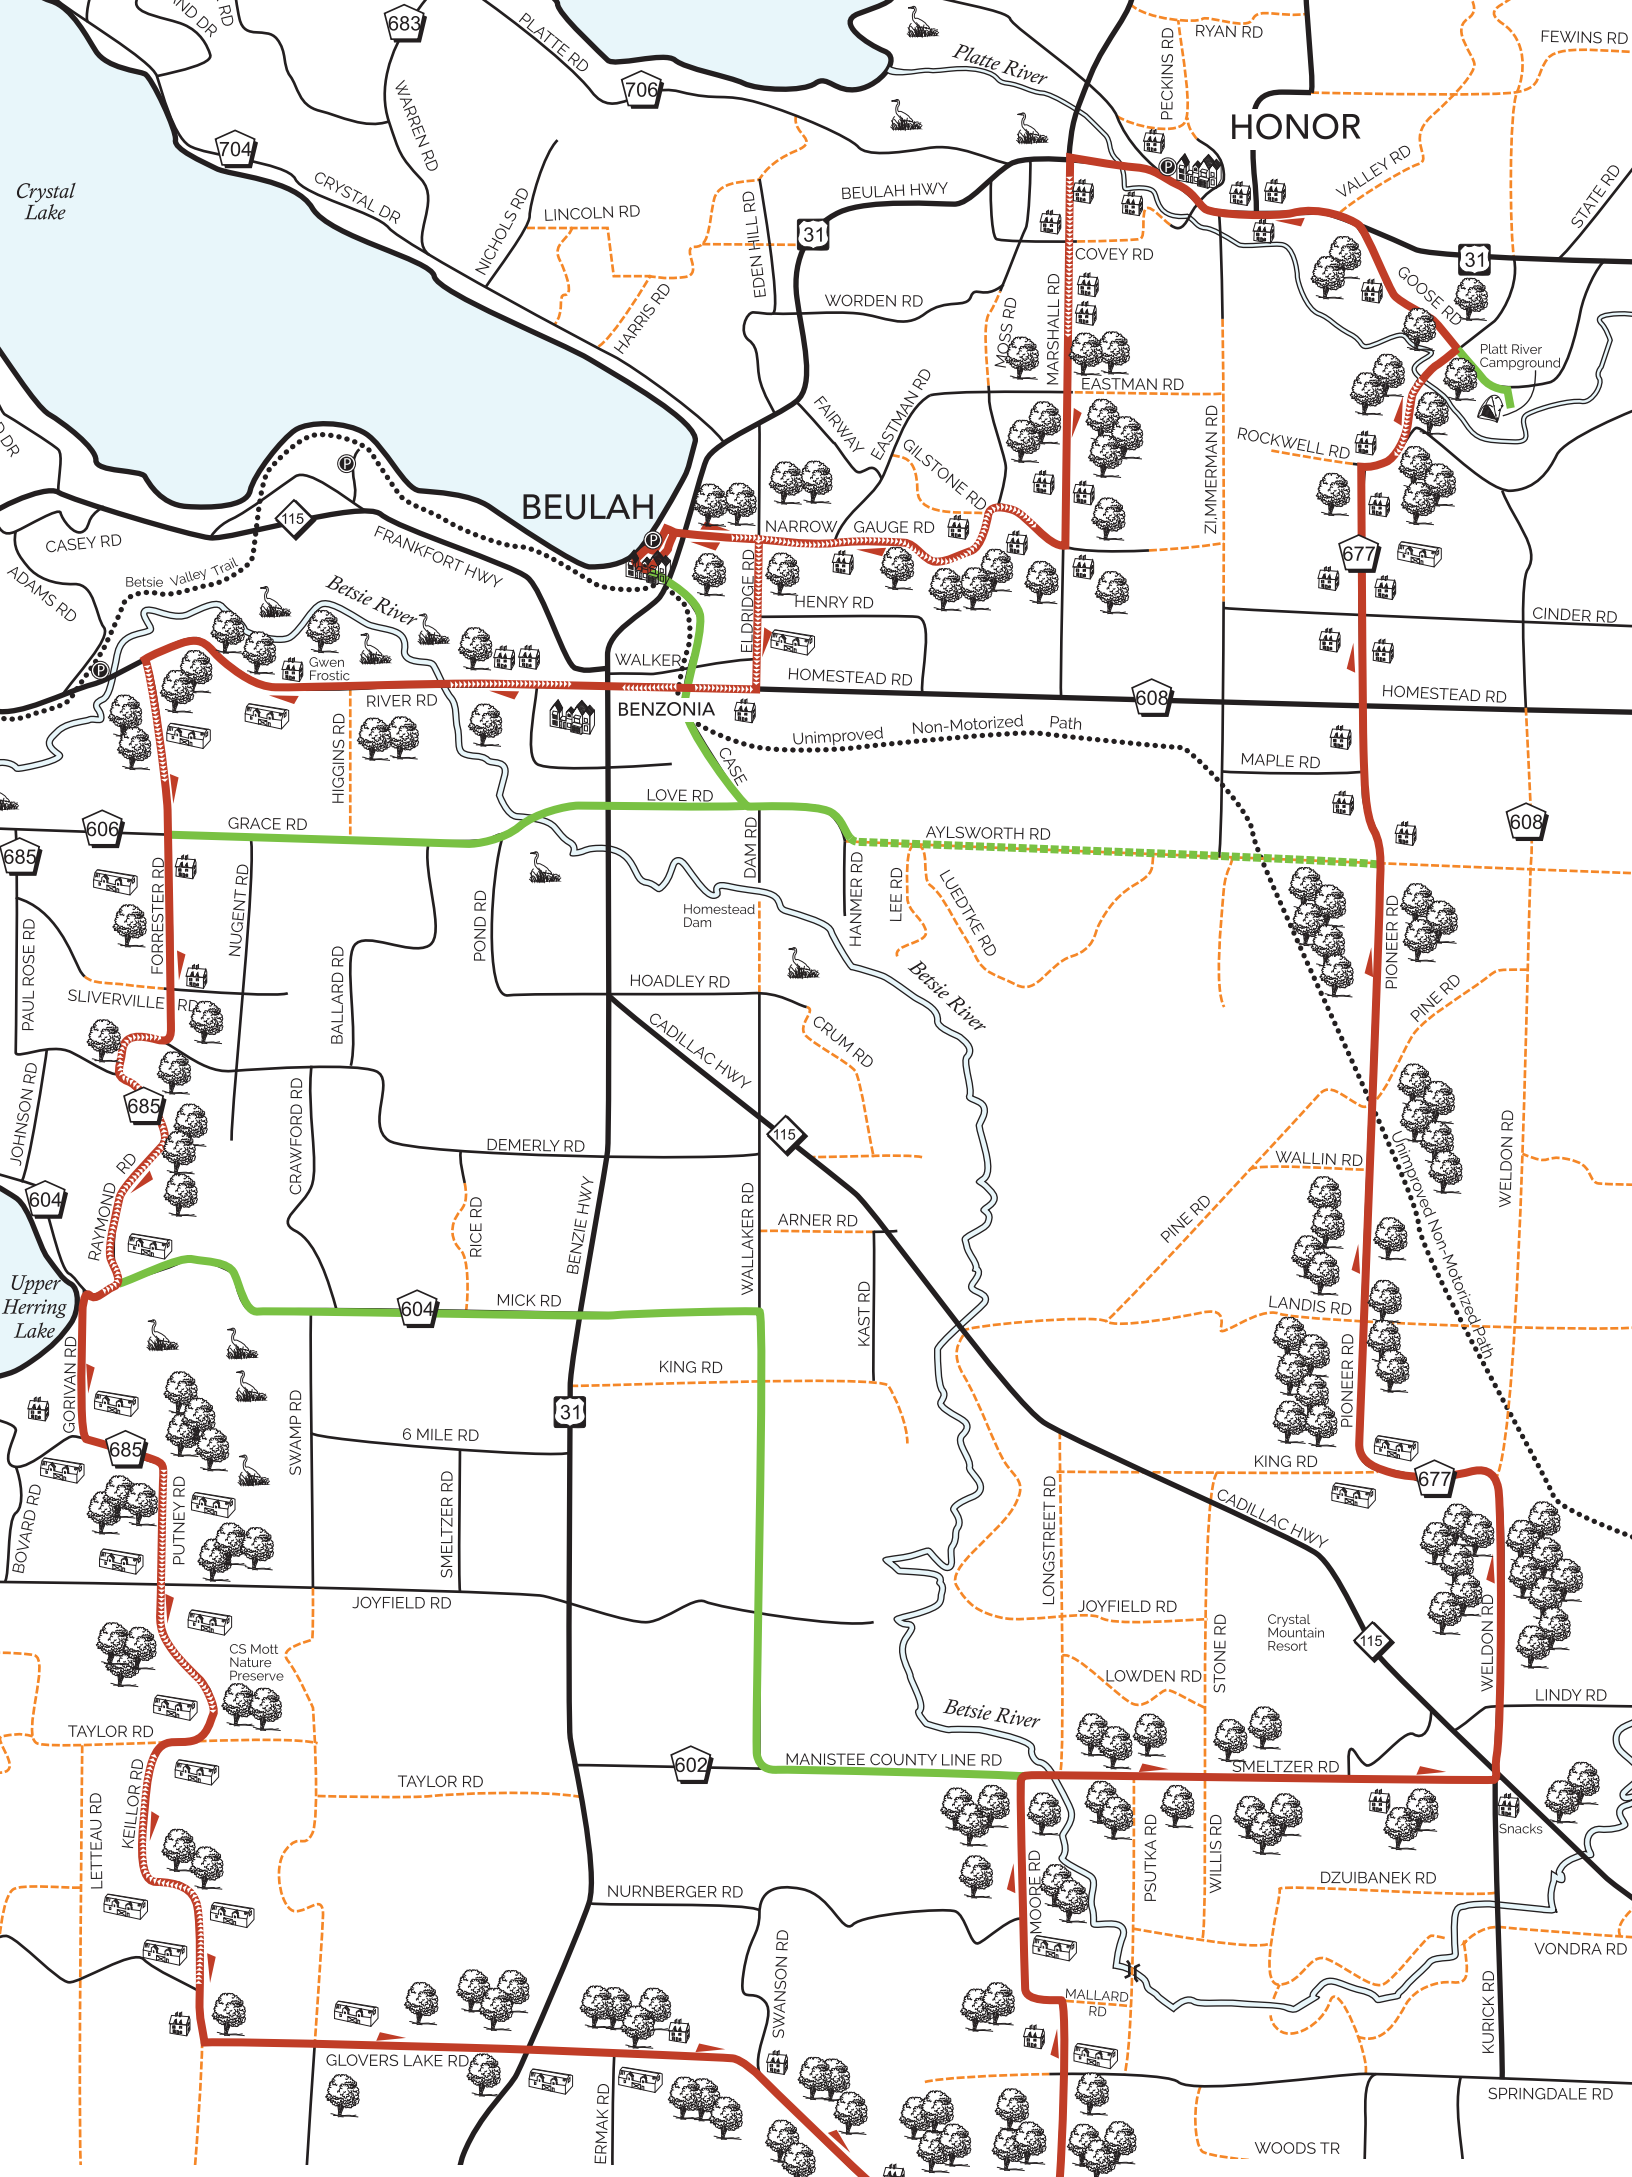 683
PLATTE RD
RYAN RD
FEWINS RD
AND DR
RD
706
Platte River
PECKINS RD
HONOR
WARREN RD
704
CRYSTAL DR
Crystal
Lake
NICHOLS RD
LINCOLN RD
BEULAH HWY
P
VALLEY RD
STATE RD
31
EDEN HILL RD
COVEY RD
31
HARRIS RD
WORDEN RD
MOSS RD
MARSHALL RD
GOOSE RD
Platt River
Campground
EASTMAN RD
FAIRWAY
EASTMAN RD
GILSTONE RD
ZIMMERMAN RD
ROCKWELL RD
D DR
P
BEULAH
115
NARROW GAUGE RD
P
CASEY RD
FRANKFORT HWY
677
ADAMS RD
Betsie Valley Trail
Betsie River
ELDRIDGE RD
HENRY RD
CINDER RD
P
Gwen
Frostic
WALKER
HOMESTEAD RD
608
HOMESTEAD RD
RIVER RD
BENZONIA
Unimproved Non-Motorized Path
HIGGINS RD
CASE
MAPLE RD
LOVE RD
606
GRACE RD
AYLSWORTH RD
608
685
DAM RD
HANMER RD
LEE RD
LUEDTKE RD
FORRESTER RD
NUGENT RD
POND RD
Homestead
Dam
PIONEER RD
PAUL ROSE RD
BALLARD RD
Betsie River
HOADLEY RD
PINE RD
SLIVERVILLE RD
CADILLAC HWY
CRUM RD
JOHNSON RD
685
CRAWFORD RD
DEMERLY RD
115
WELDON RD
WALLIN RD
Unimproved Non-Motorized Path
RAYMOND RD
604
RICE RD
BENZIE HWY
WALLAKER RD
ARNER RD
PINE RD
Upper
Herring
Lake
604
MICK RD
KAST RD
LANDIS RD
GORIVAN RD
KING RD
PIONEER RD
SWAMP RD
31
685
6 MILE RD
KING RD
677
BOVARD RD
PUTNEY RD
SMELTZER RD
LONGSTREET RD
CADILLAC HWY
JOYFIELD RD
JOYFIELD RD
STONE RD
Crystal
Mountain
Resort
115
WELDON RD
CS Mott
Nature
Preserve
LOWDEN RD
LINDY RD
TAYLOR RD
Betsie River
602
MANISTEE COUNTY LINE RD
SMELTZER RD
KEILLOR RD
TAYLOR RD
LETTEAU RD
Snacks
MOORE RD
PSUTKA RD
WILLIS RD
DZUIBANEK RD
NURNBERGER RD
VONDRA RD
SWANSON RD
MALLARD
RD
KURICK RD
GLOVERS LAKE RD
ERMAK RD
SPRINGDALE RD
WOODS TR